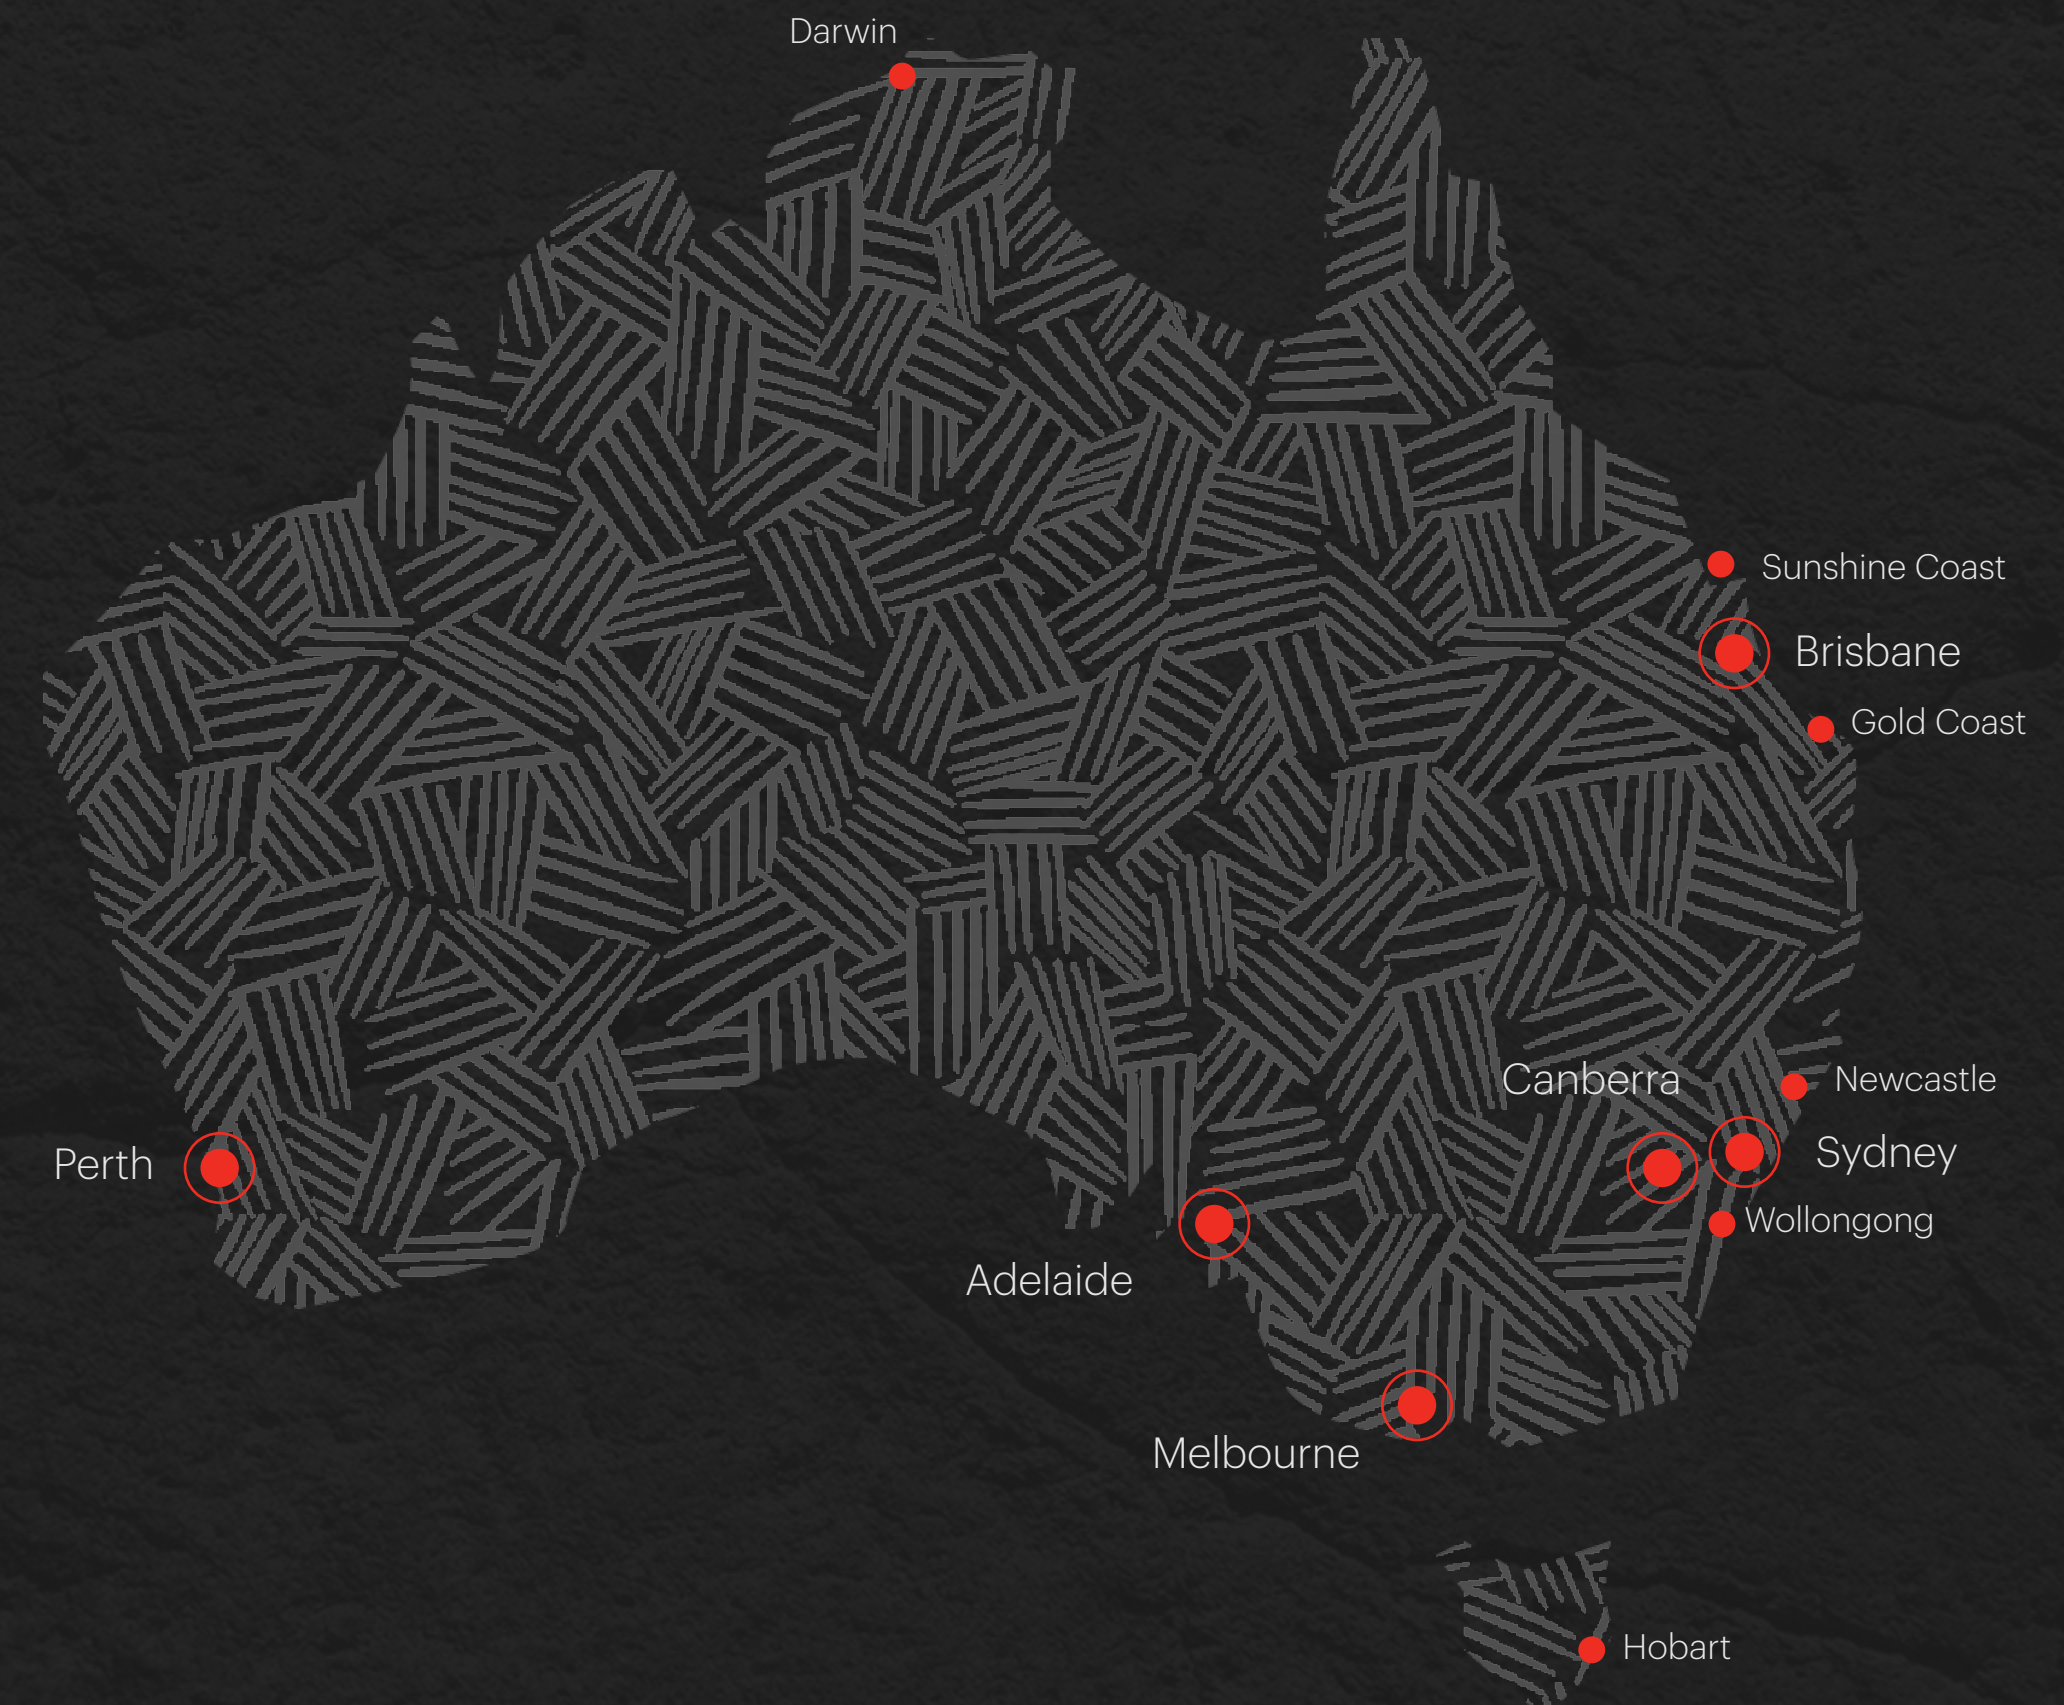 Darwin
Sunshine Coast
Brisbane
Gold Coast
Canberra
Newcastle
Perth
Sydney
Wollongong
Adelaide
Melbourne
Hobart